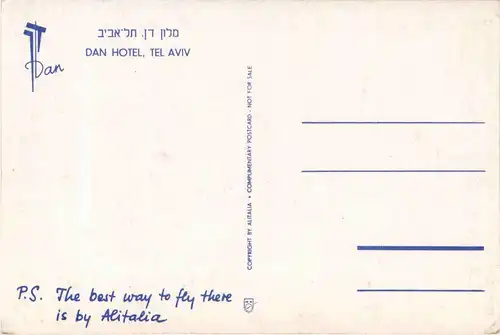 Dan
מלון דן. תל-אביב
DAN HOTEL, TEL AVIV
COPYRIGHT BY ALITALIA • COMPLIMENTARY POSTCARD - NOT FOR SALE
P.S. The best way to fly there
is by Alitalia